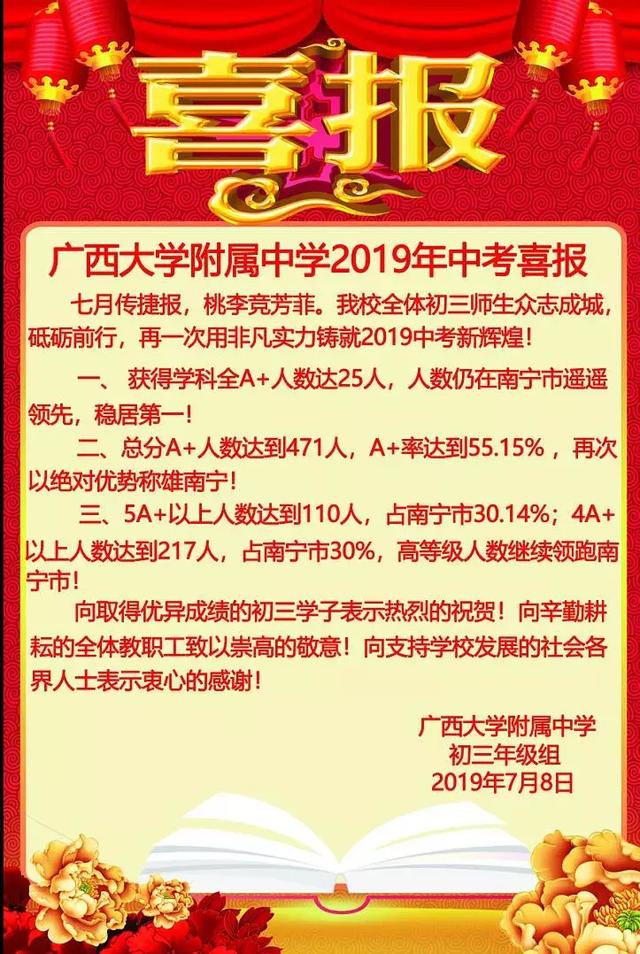 喜报
广西大学附属中学2019年中考喜报
七月传捷报，桃李竞芳菲。我校全体初三师生众志成城，
砥砺前行，再一次用非凡实力铸就2019中考新辉煌！
一、 获得学科全A+人数达25人，人数仍在南宁市遥遥
领先，稳居第一！
二、总分A+人数达到471人，A+率达到55.15% ，再次
以绝对优势称雄南宁！
三、5A+以上人数达到110人，占南宁市30.14%；4A+
以上人数达到217人，占南宁市30%，高等级人数继续领跑南
宁市！
向取得优异成绩的初三学子表示热烈的祝贺！向辛勤耕
耘的全体教职工致以崇高的敬意！向支持学校发展的社会各
界人士表示衷心的感谢！
广西大学附属中学
初三年级组
2019年7月8日